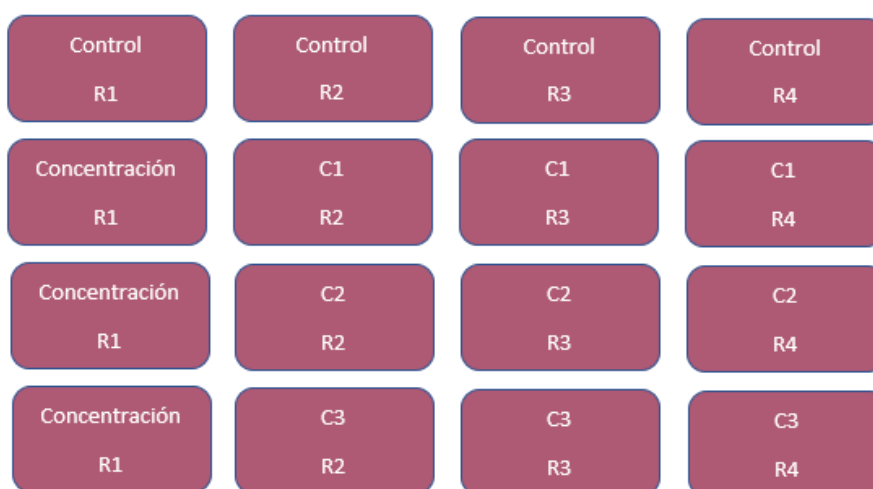 Control
R1
Control
R2
Control
R3
Control
R4
Concentración
R1
C1
R2
C1
R3
C1
R4
Concentración
R1
C2
R2
C2
R3
C2
R4
Concentración
R1
C3
R2
C3
R3
C3
R4